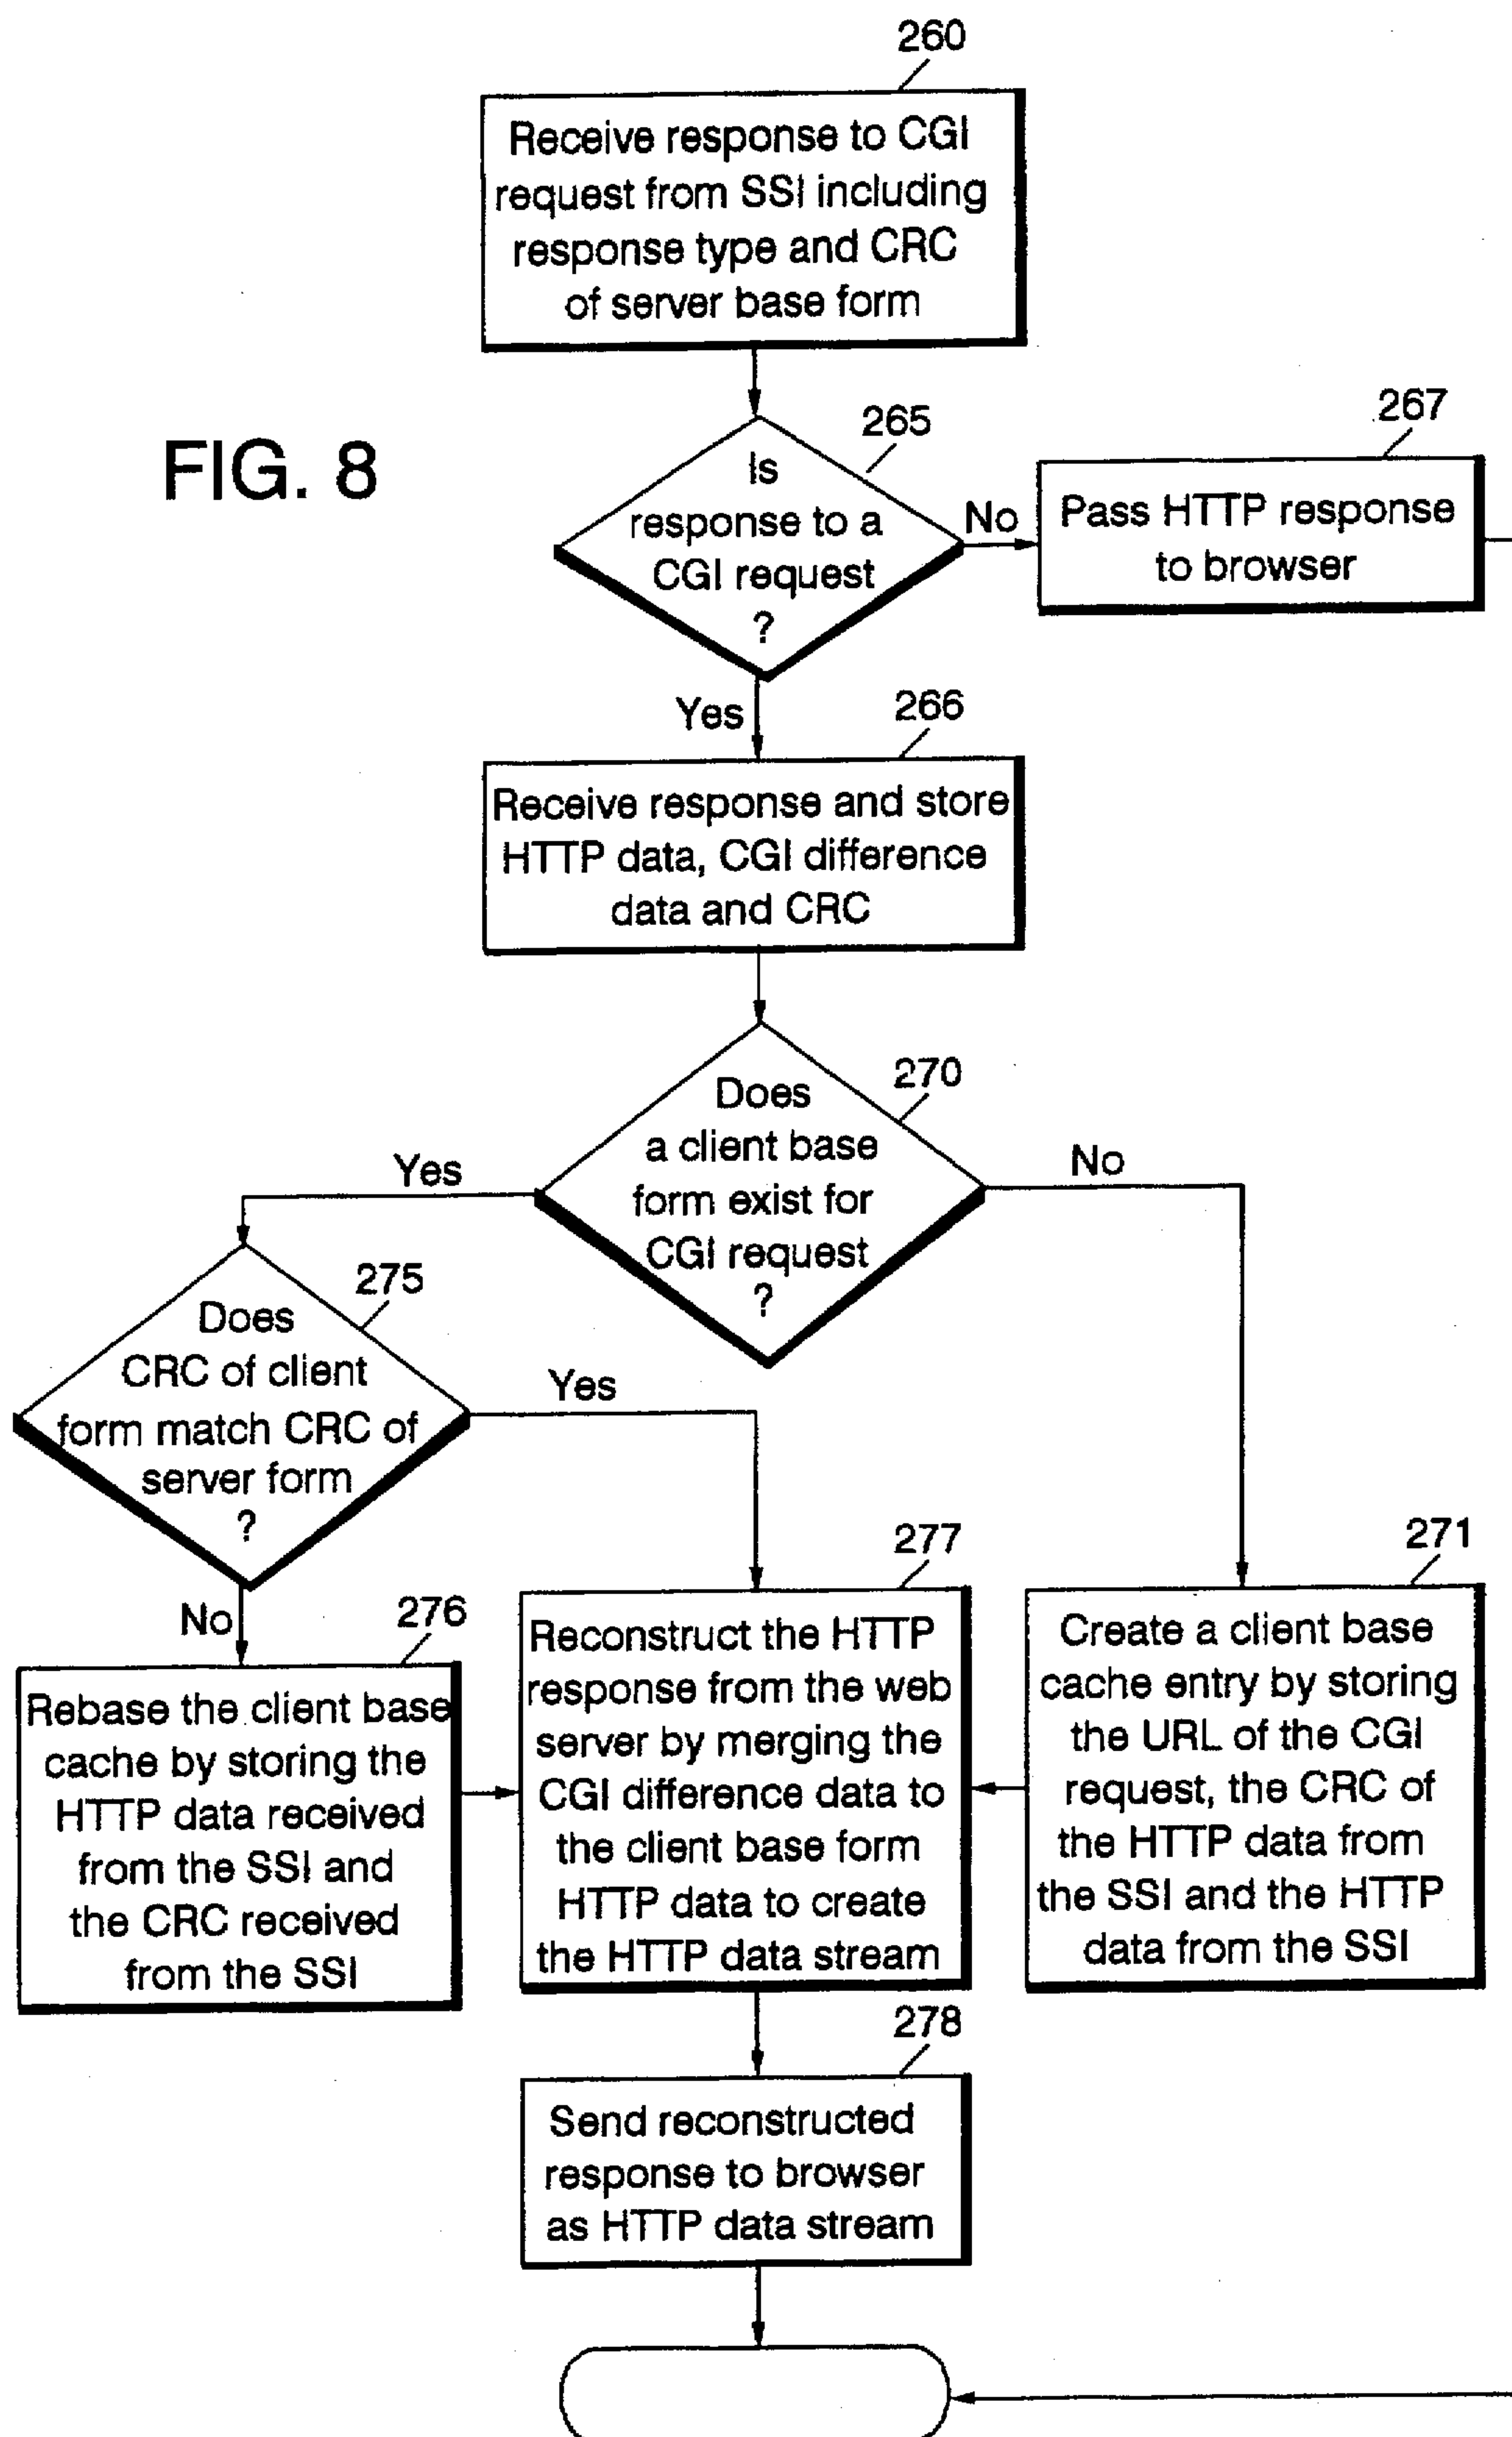 260
Receive response to CGI
request from SSI including
response type and CRC
of server base form
FIG. 8
265
Is
response to a
CGI request
?
No
267
Pass HTTP response
to browser
Yes
266
Receive response and store
HTTP data, CGI difference
data and CRC
270
Does
a client base
form exist for
CGI request
?
Yes
No
275
Does
CRC of client
form match CRC of
server form
?
Yes
No
276
Rebase the client base
cache by storing the
HTTP data received
from the SSI and
the CRC received
from the SSI
277
Reconstruct the HTTP
response from the web
server by merging the
CGI difference data to
the client base form
HTTP data to create
the HTTP data stream
271
Create a client base
cache entry by storing
the URL of the CGI
request, the CRC of
the HTTP data from
the SSI and the HTTP
data from the SSI
278
Send reconstructed
response to browser
as HTTP data stream